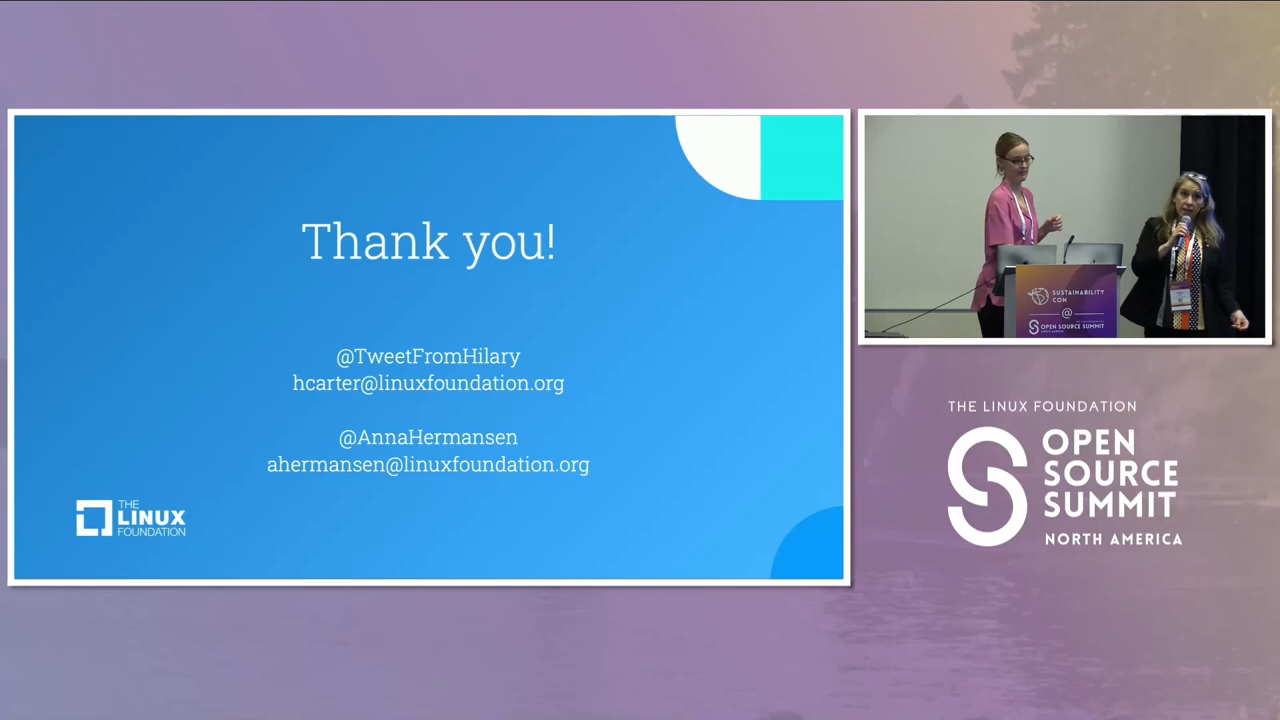 Thank you!
@TweetFromHilary
hcarter@linuxfoundation.org
@AnnaHermansen
ahermansen@linuxfoundation.org
THE
LINUX
FOUNDATION
SUSTAINABILITY
CON
@
OPEN SOURCE SUMMIT
THE LINUX FOUNDATION
OPEN
SOURCE
SUMMIT
NORTH AMERICA